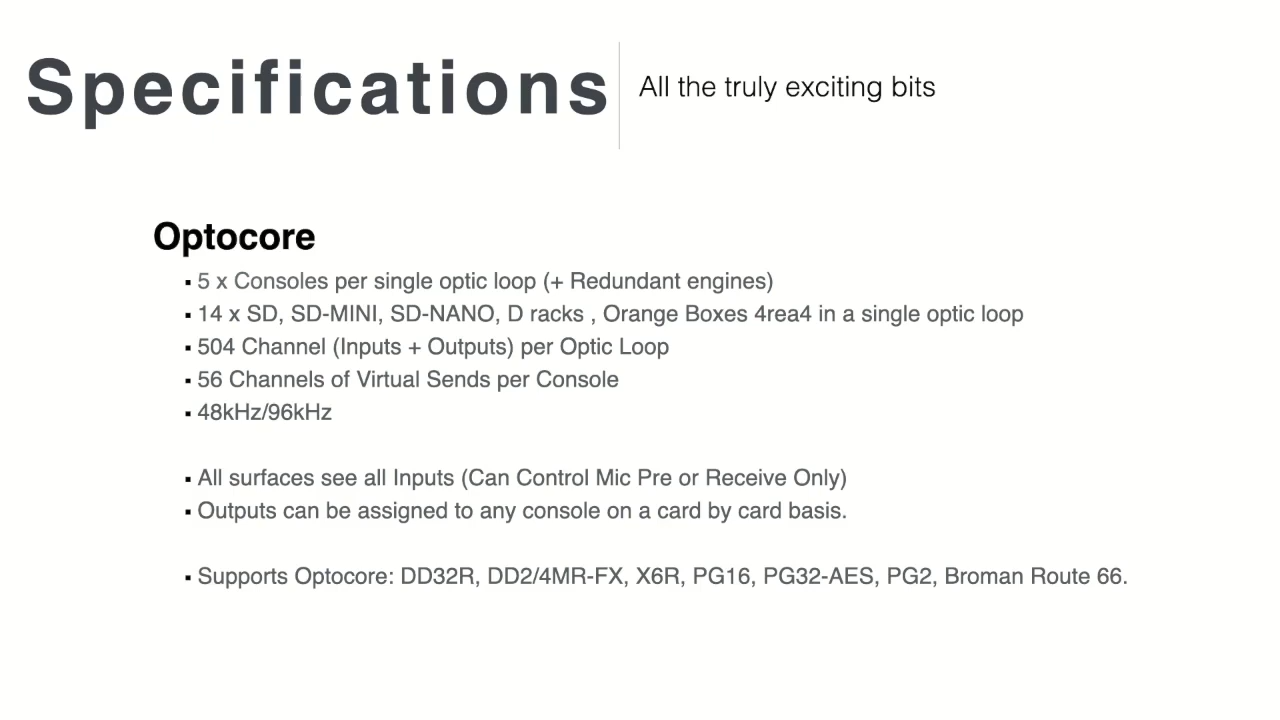 Specifications
All the truly exciting bits
Optocore
▪ 5 x Consoles per single optic loop (+ Redundant engines)
▪ 14 x SD, SD-MINI, SD-NANO, D racks , Orange Boxes 4rea4 in a single optic loop
▪ 504 Channel (Inputs + Outputs) per Optic Loop
▪ 56 Channels of Virtual Sends per Console
▪ 48kHz/96kHz
▪ All surfaces see all Inputs (Can Control Mic Pre or Receive Only)
▪ Outputs can be assigned to any console on a card by card basis.
▪ Supports Optocore: DD32R, DD2/4MR-FX, X6R, PG16, PG32-AES, PG2, Broman Route 66.